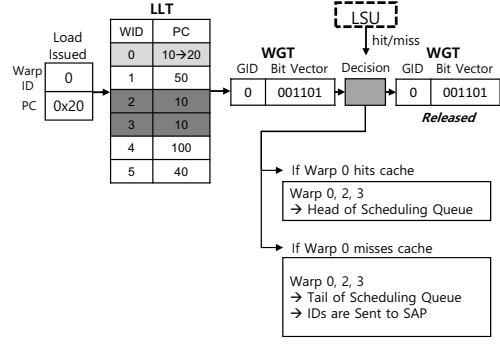 LLT
LSU
Load
Issued
Warp
ID
0
PC
0x20
WID PC
0 10→20
1 50
2 10
3 10
4 100
5 40
hit/miss
WGT
GID Bit Vector
0 001101
Decision
WGT
GID Bit Vector
0 001101
Released
If Warp 0 hits cache
Warp 0, 2, 3
→ Head of Scheduling Queue
If Warp 0 misses cache
Warp 0, 2, 3
→ Tail of Scheduling Queue
→ IDs are Sent to SAP